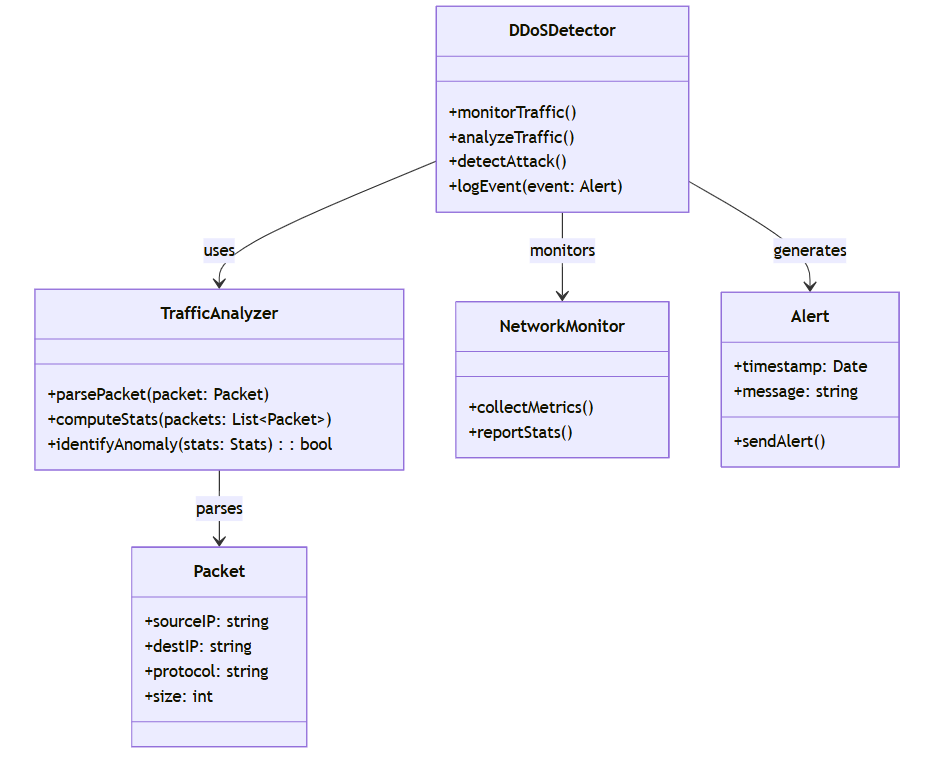 DDoSDetector
+monitorTraffic()
+analyzeTraffic()
+detectAttack()
+logEvent(event: Alert)
uses
monitors
generates
TrafficAnalyzer
+parsePacket(packet: Packet)
+computeStats(packets: List<Packet>)
+identifyAnomaly(stats: Stats) : : bool
NetworkMonitor
+collectMetrics()
+reportStats()
Alert
+timestamp: Date
+message: string
+sendAlert()
parses
Packet
+sourceIP: string
+destIP: string
+protocol: string
+size: int